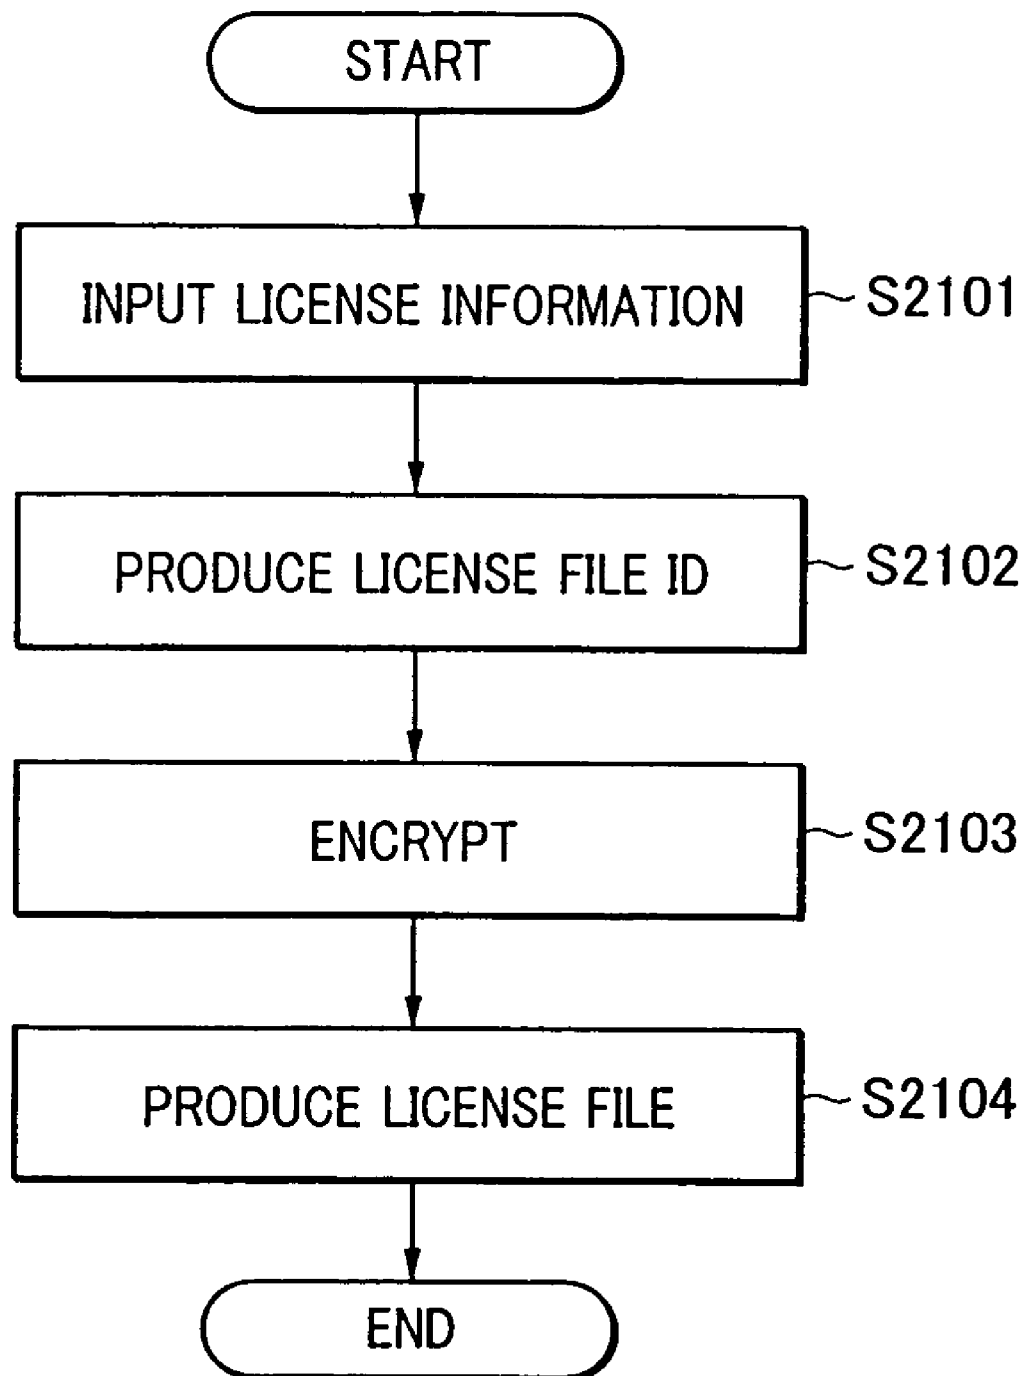 START
INPUT LICENSE INFORMATION
S2101
PRODUCE LICENSE FILE ID
S2102
ENCRYPT
S2103
PRODUCE LICENSE FILE
S2104
END